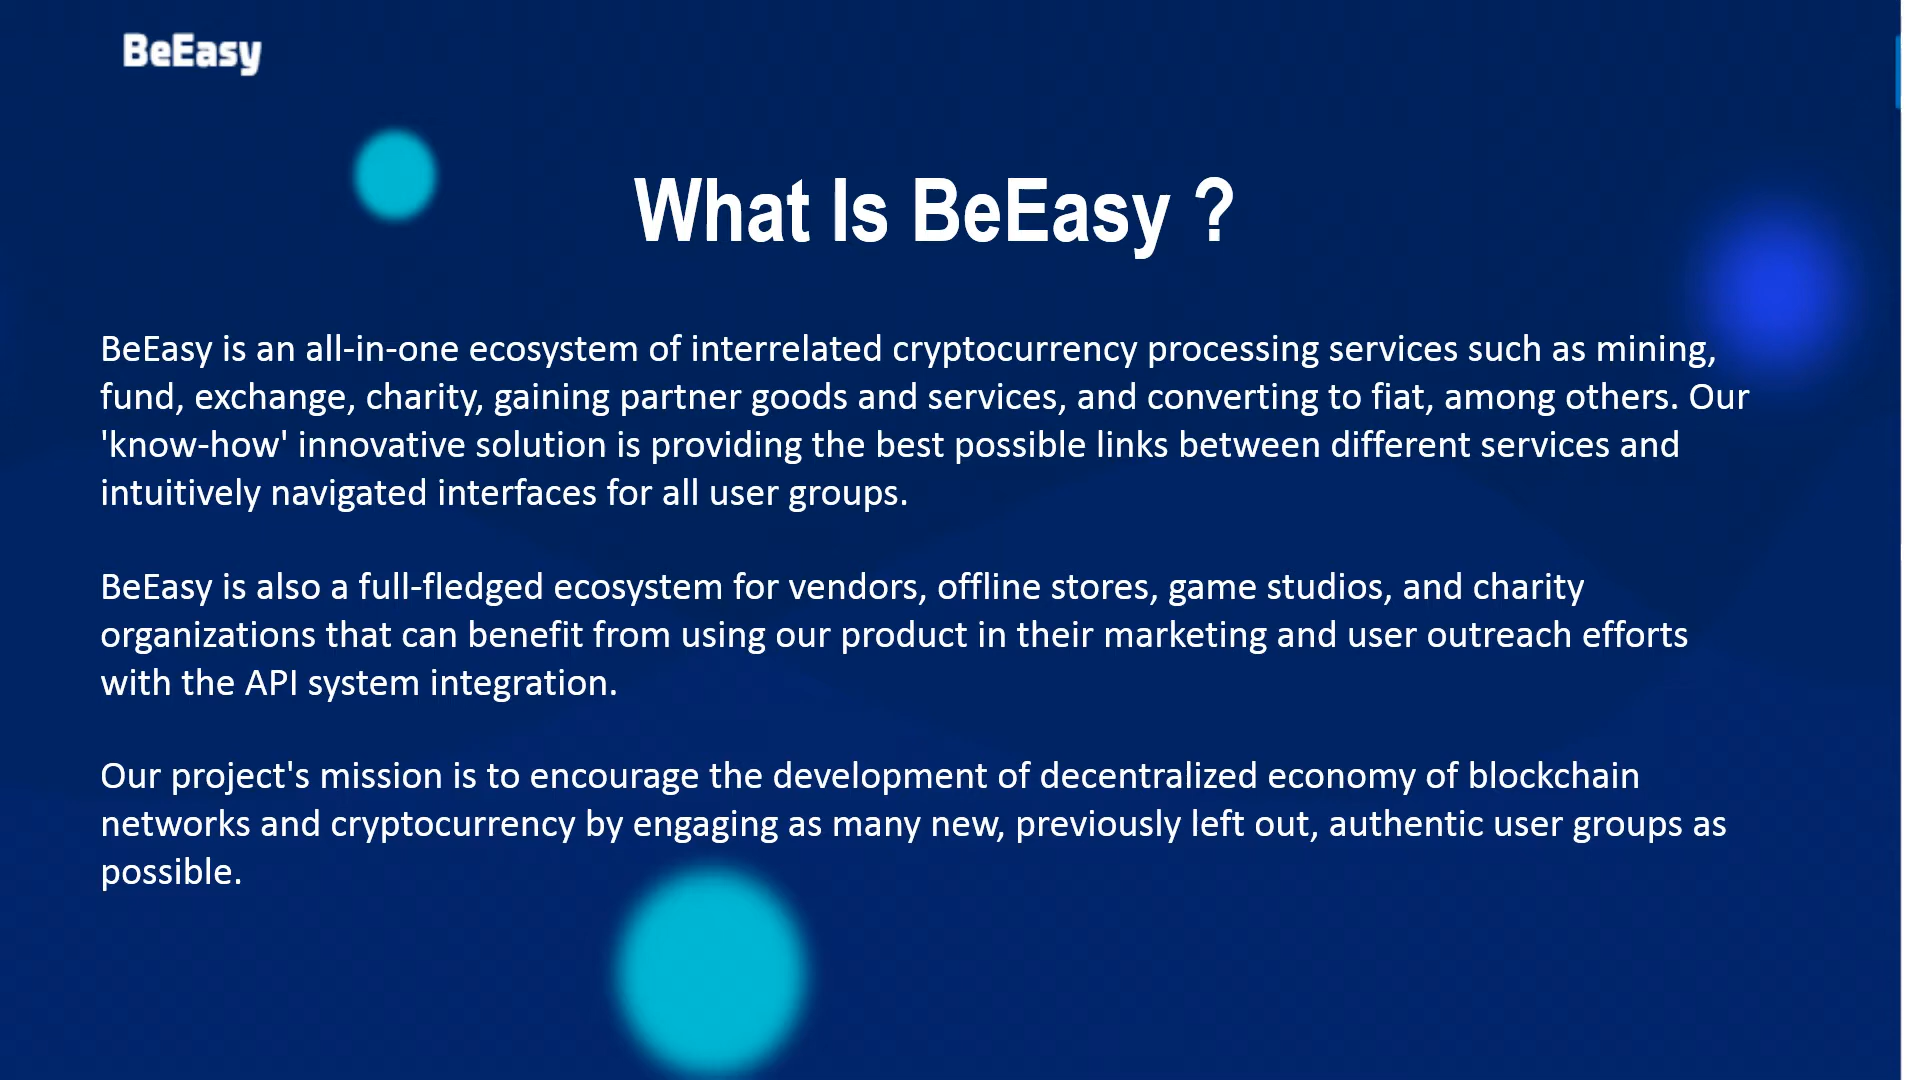 BeEasy
What Is BeEasy ?
BeEasy is an all-in-one ecosystem of interrelated cryptocurrency processing services such as mining,
fund, exchange, charity, gaining partner goods and services, and converting to fiat, among others. Our
'know-how' innovative solution is providing the best possible links between different services and
intuitively navigated interfaces for all user groups.
BeEasy is also a full-fledged ecosystem for vendors, offline stores, game studios, and charity
organizations that can benefit from using our product in their marketing and user outreach efforts
with the API system integration.
Our project's mission is to encourage the development of decentralized economy of blockchain
networks and cryptocurrency by engaging as many new, previously left out, authentic user groups as
possible.